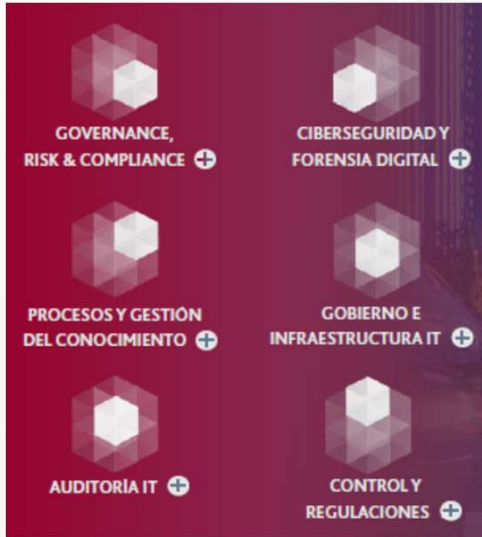 GOVERNANCE,
RISK & COMPLIANCE
CIBERSEGURIDAD Y
FORENSIA DIGITAL
PROCESOS Y GESTIÓN
DEL CONOCIMIENTO
GOBIERNO E
INFRAESTRUCTURA IT
AUDITORÍA IT
CONTROL Y
REGULACIONES